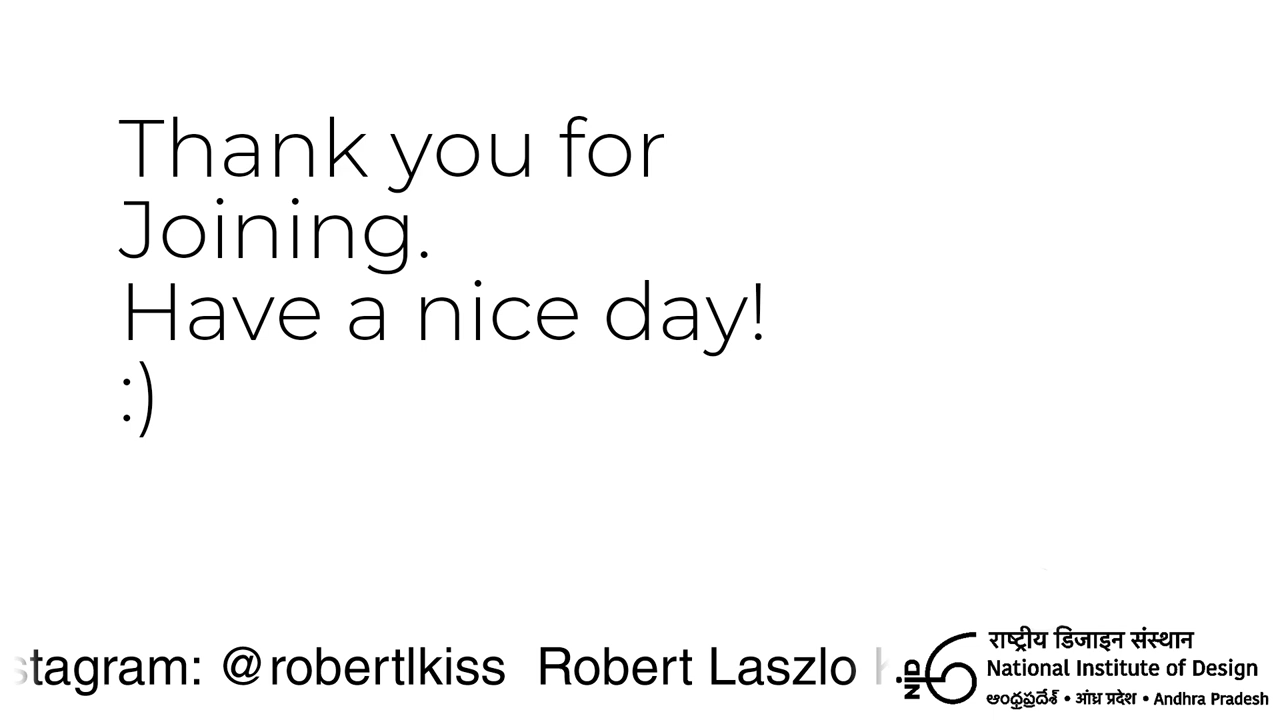 Thank you for
Joining.
Have a nice day!
:)
stagram: @robertlkiss Robert Laszlo
NID
राष्ट्रीय डिजाइन संस्थान
National Institute of Design
ఆంధ్రప్రదేశ్ • आंध्र प्रदेश • Andhra Pradesh